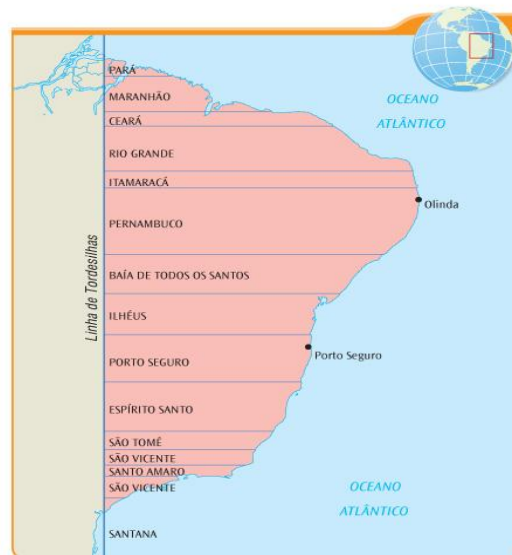 PARÁ
MARANHÃO
OCEANO
ATLÂNTICO
CEARÁ
RIO GRANDE
ITAMARACÁ
Olinda
PERNAMBUCO
BAÍA DE TODOS OS SANTOS
Linha de Tordesilhas
ILHÉUS
Porto Seguro
PORTO SEGURO
ESPÍRITO SANTO
SÃO TOMÉ
SÃO VICENTE
SANTO AMARO
SÃO VICENTE
OCEANO
ATLÂNTICO
SANTANA